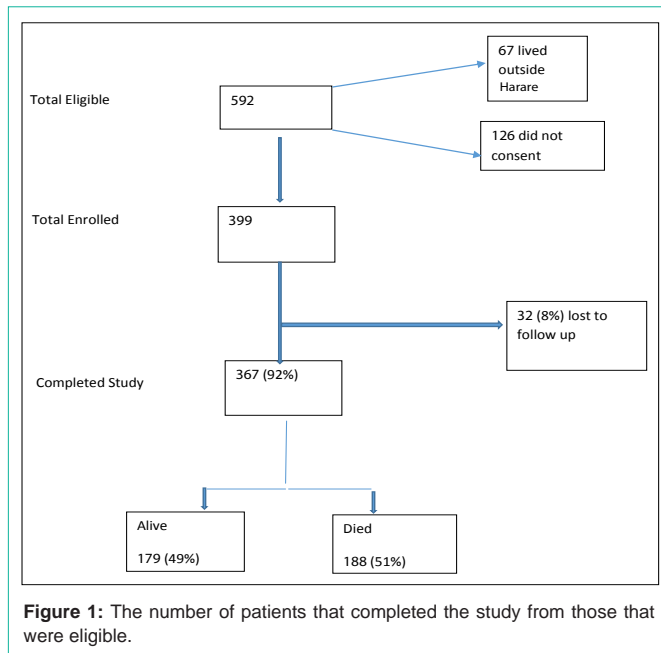 67 lived
outside
Harare
Total Eligible
592
126 did not
consent
Total Enrolled
399
32 (8%) lost to
follow up
367 (92%)
Completed Study
Alive
179 (49%)
Died
188 (51%)
Figure 1: The number of patients that completed the study from those that
were eligible.